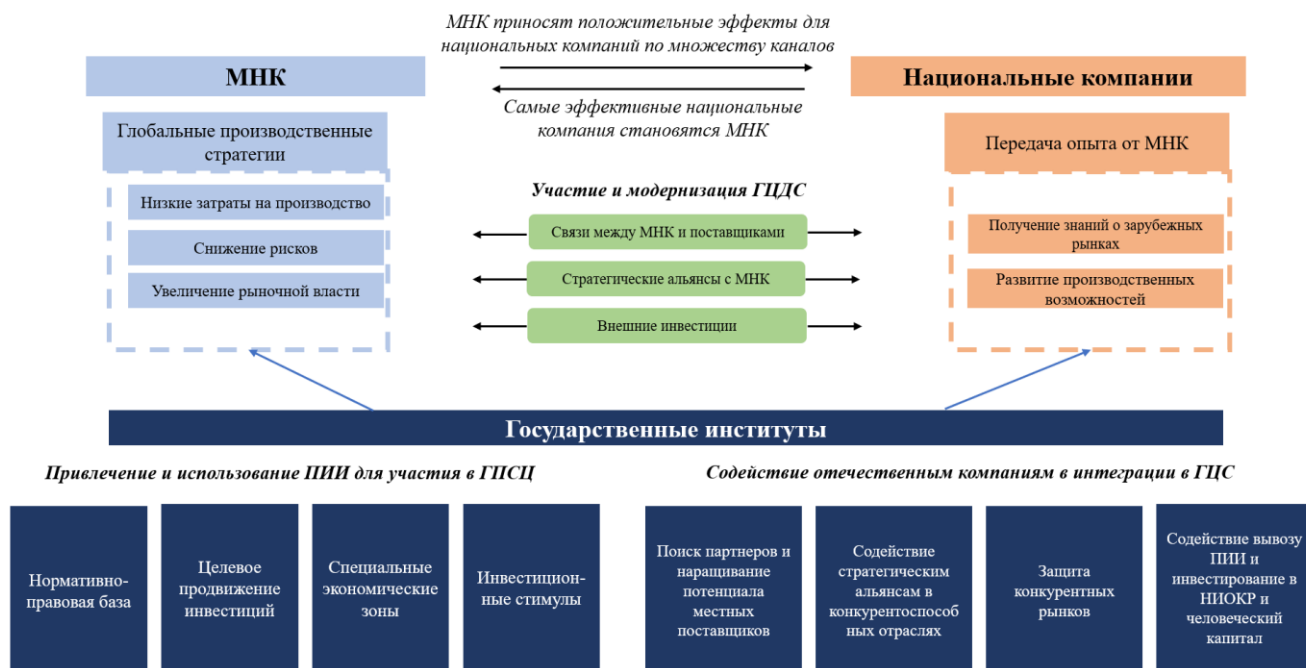 МНК приносят положительные эффекты для
национальных компаний по множеству каналов
МНК
Национальные компании
Самые эффективные национальные
компания становятся МНК
Глобальные производственные
стратегии
Передача опыта от МНК
Участие и модернизация ГЦДС
Низкие затраты на производство
Снижение рисков
Увеличение рыночной власти
Связи между МНК и поставщиками
Стратегические альянсы с МНК
Внешние инвестиции
Получение знаний о зарубежных
рынках
Развитие производственных
возможностей
Государственные институты
Привлечение и использование ПИИ для участия в ГПСЦ
Содействие отечественным компаниям в интеграции в ГЦС
Нормативно-
правовая база
Целевое
продвижение
инвестиций
Специальные
экономические
зоны
Инвестицион-
ные стимулы
Поиск партнеров и
наращивание
потенциала
местных
поставщиков
Содействие
стратегическим
альянсам в
конкурентоспособ
ных отраслях
Защита
конкурентных
рынков
Содействие вывозу
ПИИ и
инвестирование в
НИОКР и
человеческий
капитал